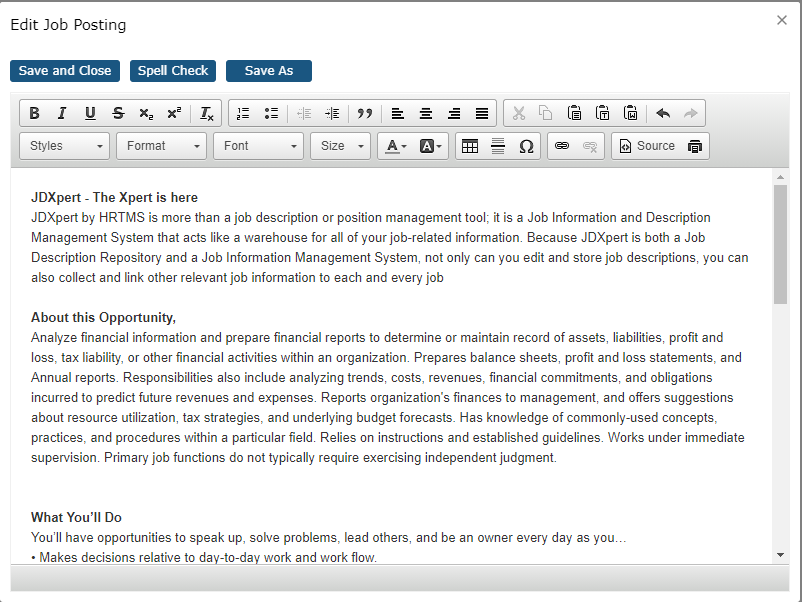 Edit Job Posting
Save and Close Spell Check Save As
B I U S x₂ x² Tx
Styles Format Font Size A A Ω Source
JDXpert - The Xpert is here
JDXpert by HRTMS is more than a job description or position management tool; it is a Job Information and Description
Management System that acts like a warehouse for all of your job-related information. Because JDXpert is both a Job
Description Repository and a Job Information Management System, not only can you edit and store job descriptions, you can
also collect and link other relevant job information to each and every job
About this Opportunity,
Analyze financial information and prepare financial reports to determine or maintain record of assets, liabilities, profit and
loss, tax liability, or other financial activities within an organization. Prepares balance sheets, profit and loss statements, and
Annual reports. Responsibilities also include analyzing trends, costs, revenues, financial commitments, and obligations
incurred to predict future revenues and expenses. Reports organization's finances to management, and offers suggestions
about resource utilization, tax strategies, and underlying budget forecasts. Has knowledge of commonly-used concepts,
practices, and procedures within a particular field. Relies on instructions and established guidelines. Works under immediate
supervision. Primary job functions do not typically require exercising independent judgment.
What You’ll Do
You’ll have opportunities to speak up, solve problems, lead others, and be an owner every day as you…
• Makes decisions relative to day-to-day work and work flow.